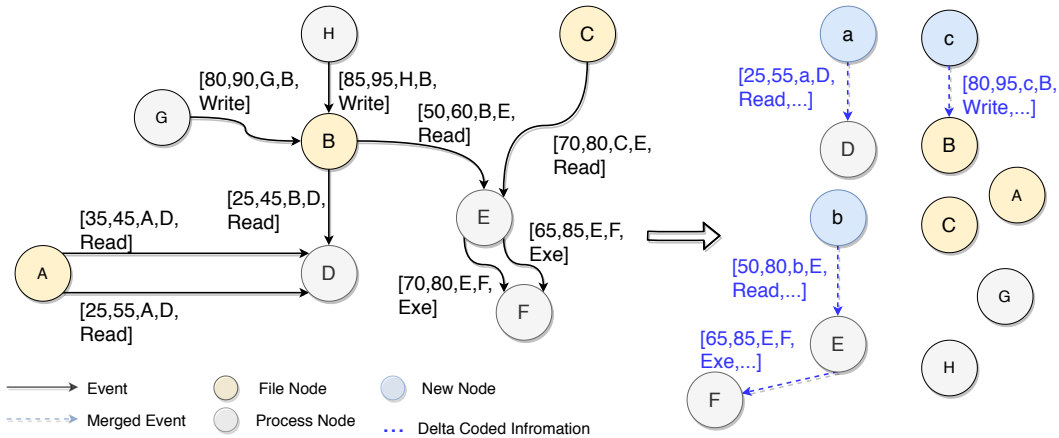 H
C
a
c
[80,90,G,B,
Write]
[85,95,H,B,
Write]
[50,60,B,E,
Read]
[25,55,a,D,
Read,...]
[80,95,c,B,
Write,...]
G
B
[70,80,C,E,
Read]
D
B
[25,45,B,D,
Read]
A
[35,45,A,D,
Read]
E
[65,85,E,F,
Exe]
b
C
A
D
[70,80,E,F,
Exe]
[50,80,b,E,
Read,...]
G
[25,55,A,D,
Read]
F
[65,85,E,F,
Exe,...]
E
H
F
Event
File Node
New Node
Merged Event
Process Node
... Delta Coded Infromation